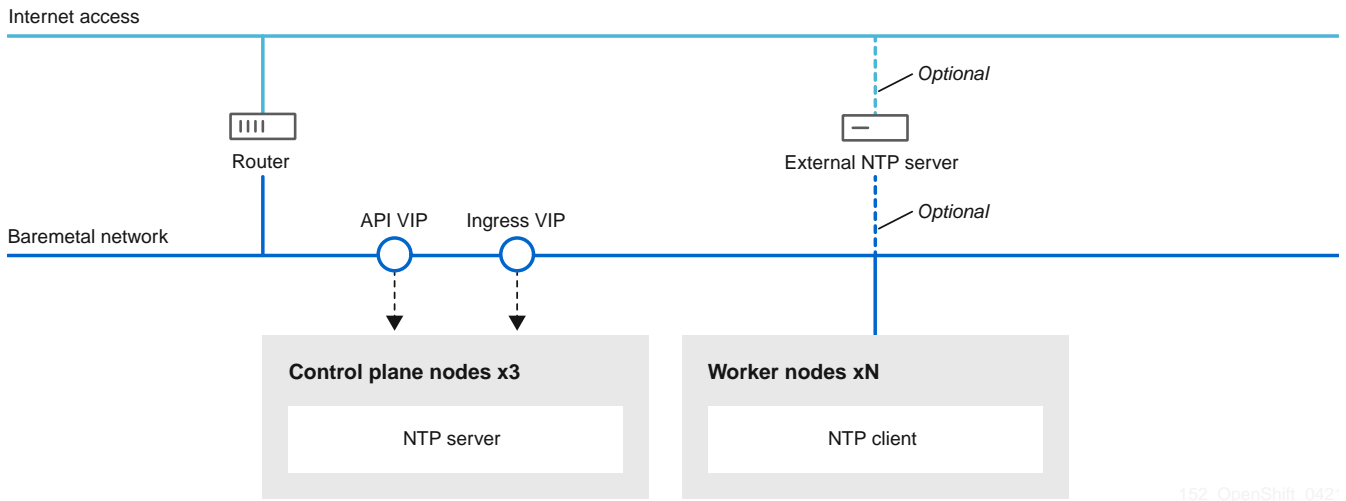 Internet access
Optional
Router
External NTP server
API VIP
Ingress VIP
Optional
Baremetal network
Control plane nodes x3
Worker nodes xN
NTP server
NTP client
152_OpenShift_042